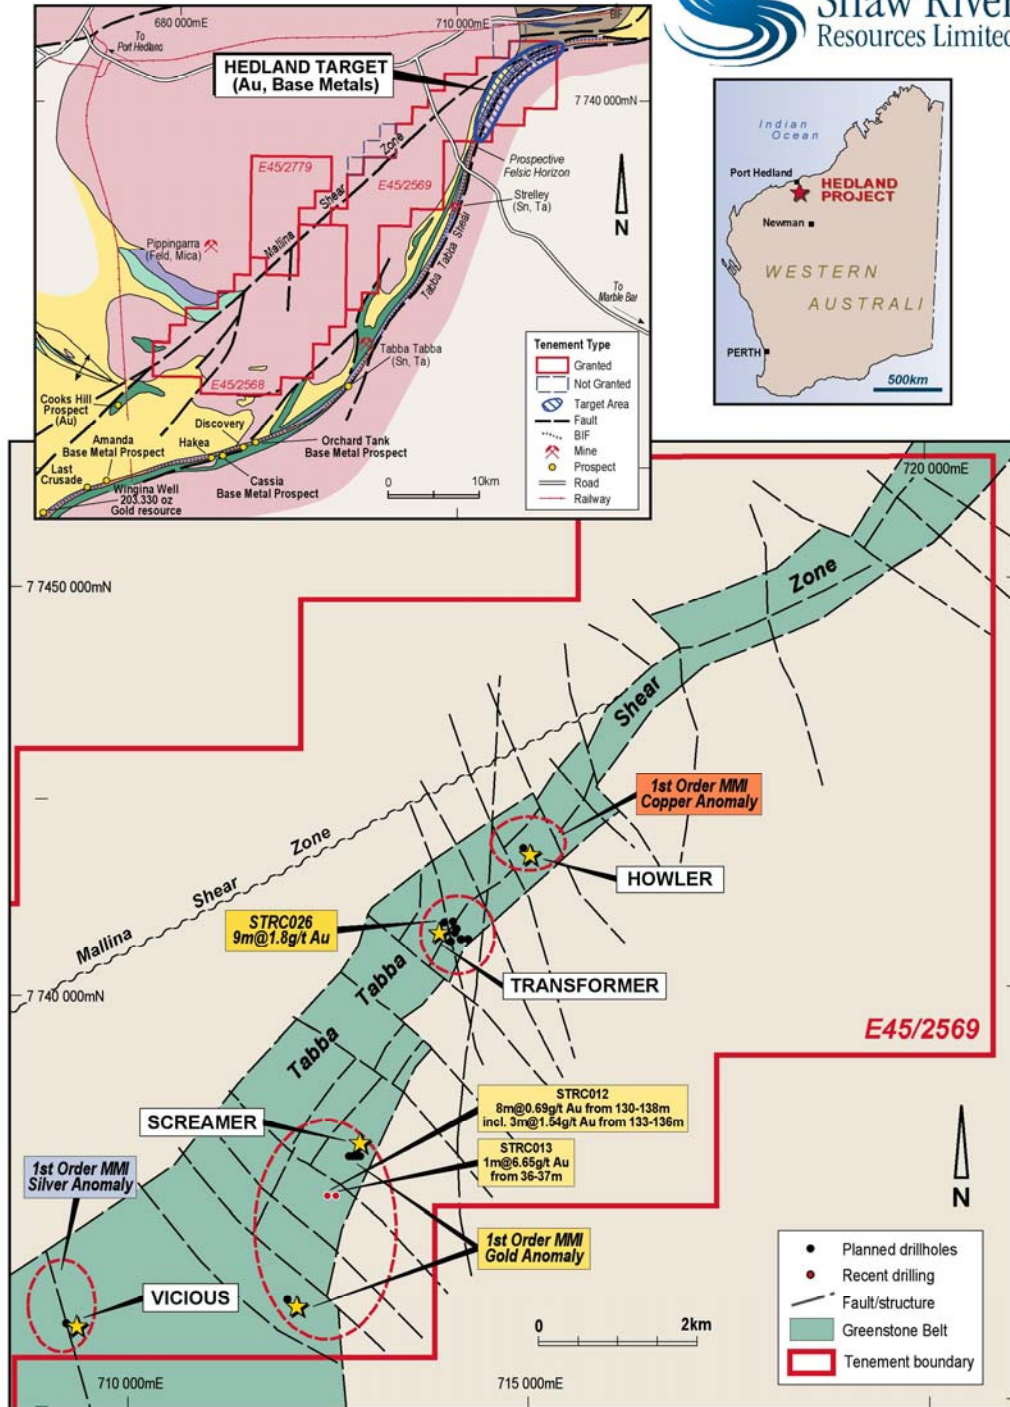 Shaw River
Resources Limited
680 000mE
710 000mE
BIF
To
Port Hedland
HEDLAND TARGET
(Au, Base Metals)
7 740 000mN
Zone
E45/2779
Shear
E45/2569
Prospective
Felsic Horizon
Strelley
(Sn, Ta)
N
Mallina
Pippingarra
(Feld, Mica)
Tabba Tabba Shear
To
Marble Bar
Tabba Tabba
(Sn, Ta)
E45/2568
Cooks Hill
Prospect
(Au)
Discovery
Amanda
Base Metal Prospect
Hakea
Orchard Tank
Base Metal Prospect
Last
Crusade
Cassia
Base Metal Prospect
Wingina Well
203.330 oz
Gold resource
0
10km
Tenement Type
Granted
Not Granted
Target Area
Fault
BIF
Mine
Prospect
Road
Railway
Indian
Ocean
Port Hedland
HEDLAND
PROJECT
Newman
WESTERN
AUSTRALI
PERTH
500km
720 000mE
7 7450 000mN
Zone
Shear
1st Order MMI
Copper Anomaly
Zone
HOWLER
Shear
STRC026
9m@1.8g/t Au
Mallina
TRANSFORMER
Tabba
7 740 000mN
E45/2569
Tabba
STRC012
8m@0.69g/t Au from 130-138m
incl. 3m@1.54g/t Au from 133-136m
SCREAMER
STRC013
1m@6.65g/t Au
from 36-37m
1st Order MMI
Silver Anomaly
N
1st Order MMI
Gold Anomaly
VICIOUS
0
2km
Planned drillholes
Recent drilling
Fault/structure
Greenstone Belt
Tenement boundary
710 000mE
715 000mE